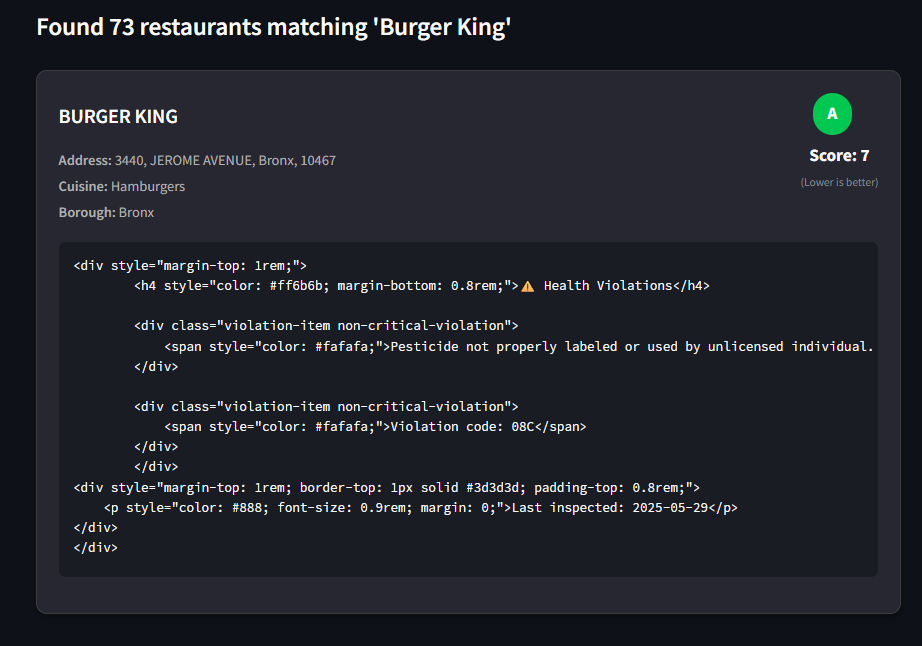 Found 73 restaurants matching 'Burger King'
BURGER KING
A
Score: 7
(Lower is better)
Address: 3440, JEROME AVENUE, Bronx, 10467
Cuisine: Hamburgers
Borough: Bronx
<div style="margin-top: 1rem;">
        <h4 style="color: #ff6b6b; margin-bottom: 0.8rem;">⚠️ Health Violations</h4>
        <div class="violation-item non-critical-violation">
            <span style="color: #fafafa;">Pesticide not properly labeled or used by unlicensed individual.
        </div>
        <div class="violation-item non-critical-violation">
            <span style="color: #fafafa;">Violation code: 08C</span>
        </div>
        </div>
<div style="margin-top: 1rem; border-top: 1px solid #3d3d3d; padding-top: 0.8rem;">
    <p style="color: #888; font-size: 0.9rem; margin: 0;">Last inspected: 2025-05-29</p>
</div>
</div>